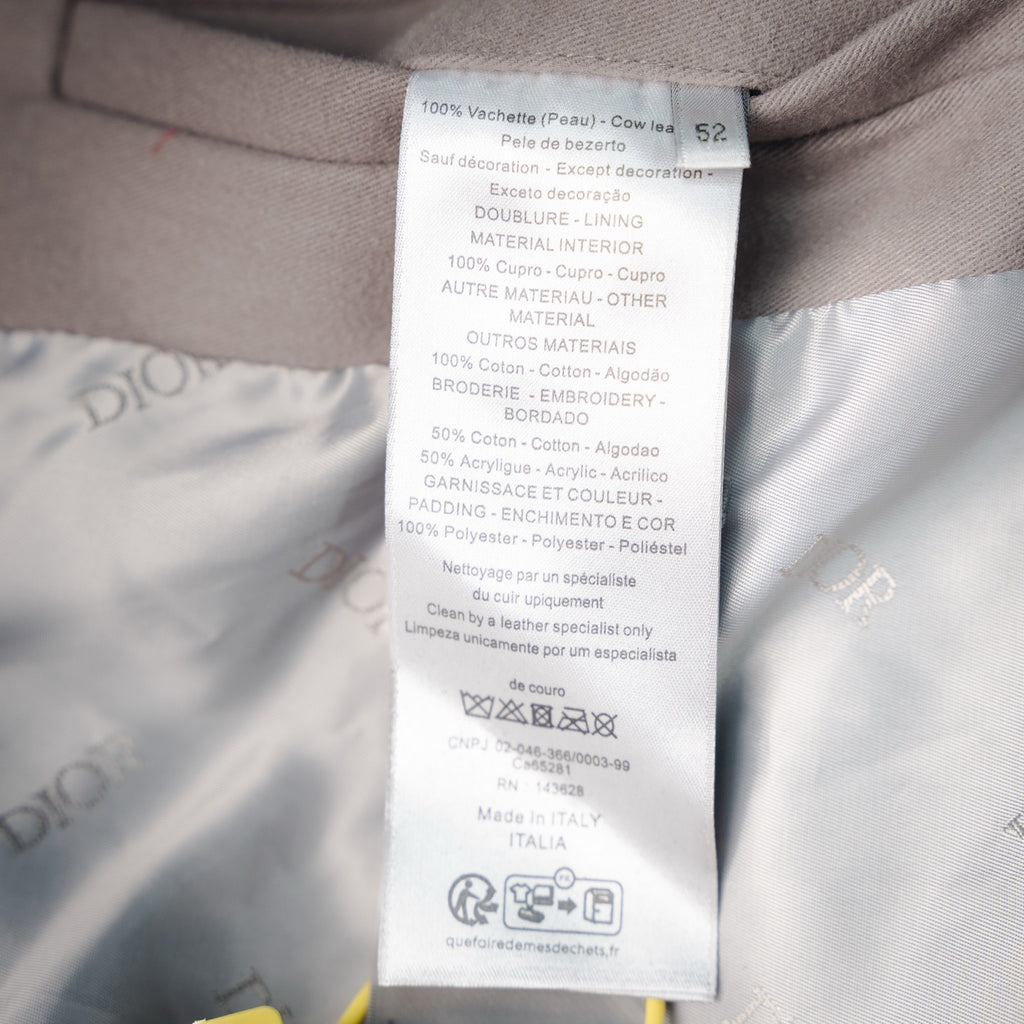 100% Vachette (Peau) - Cow lea
52
Pele de bezerto
Sauf décoration - Except decoration -
Exceto decoração
DOUBLURE - LINING
MATERIAL INTERIOR
100% Cupro - Cupro - Cupro
AUTRE MATERIAU - OTHER
MATERIAL
OUTROS MATERIAIS
100% Coton - Cotton - Algodão
BRODERIE - EMBROIDERY -
BORDADO
50% Coton - Cotton - Algodao
50% Acryligue - Acrylic - Acrilico
GARNISSACE ET COULEUR -
PADDING - ENCHIMENTO E COR
100% Polyester - Polyester - Poliéstel
Nettoyage par un spécialiste
du cuir upiquement
Clean by a leather specialist only
Limpeza unicamente por um especialista
de couro
CNPJ 02-046-366/0003-99
Ca65281
RN : 143628
Made In ITALY
ITALIA
FR
quefairedemesdechets,fr
DIOR
DIOR
DIOR